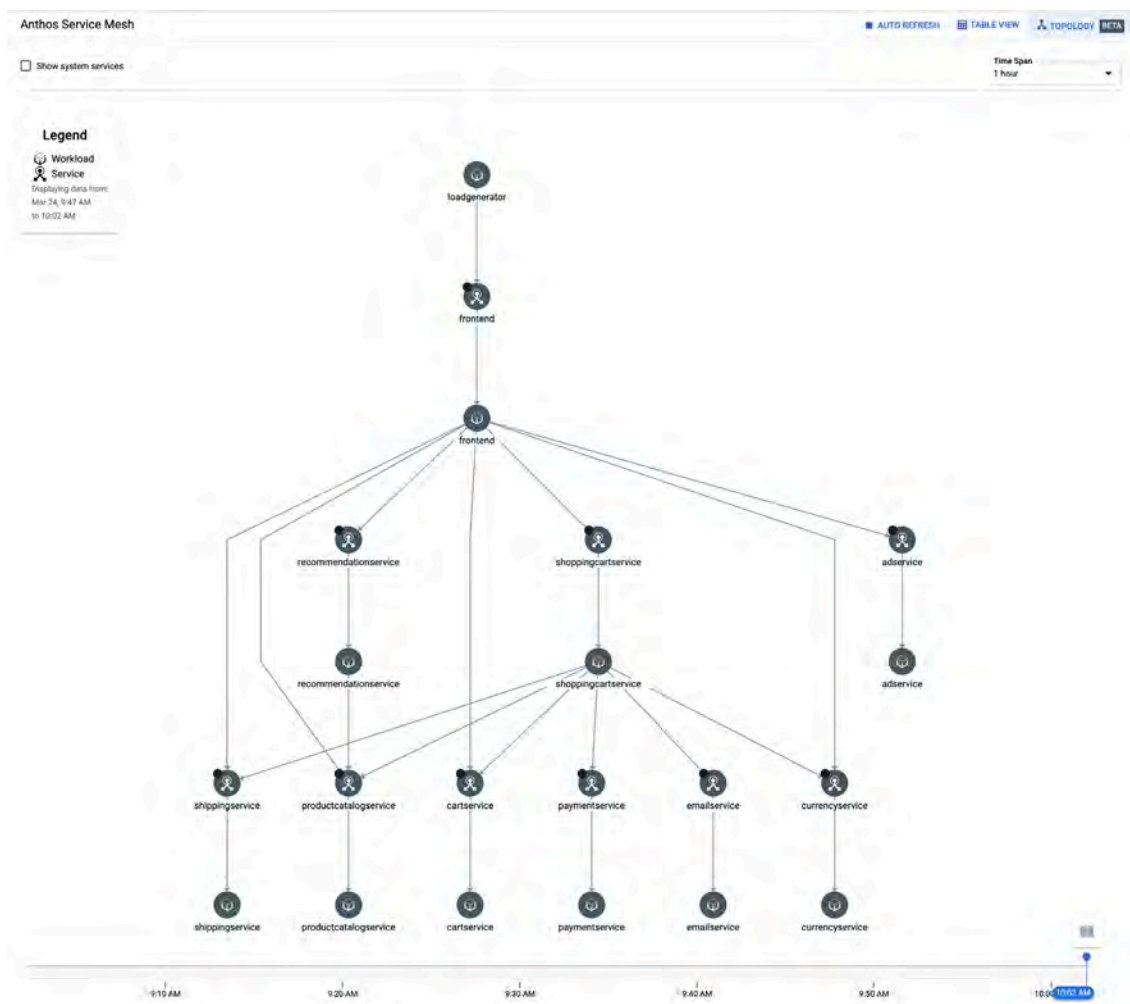 Anthos Service Mesh
AUTO REFRESH
TABLE VIEW
TOPOLOGY BETA
Show system services
Time Span
1 hour
Legend
Workload
Service
Displaying data from:
Mar 24, 9:47 AM
to 10:02 AM
loadgenerator
frontend
frontend
recommendationservice
shoppingcartservice
adservice
recommendationservice
shoppingcartservice
adservice
shippingservice
productcatalogservice
cartservice
paymentservice
emailservice
currencyservice
shippingservice
productcatalogservice
cartservice
paymentservice
emailservice
currencyservice
9:10 AM
9:20 AM
9:30 AM
9:40 AM
9:50 AM
10:02 AM